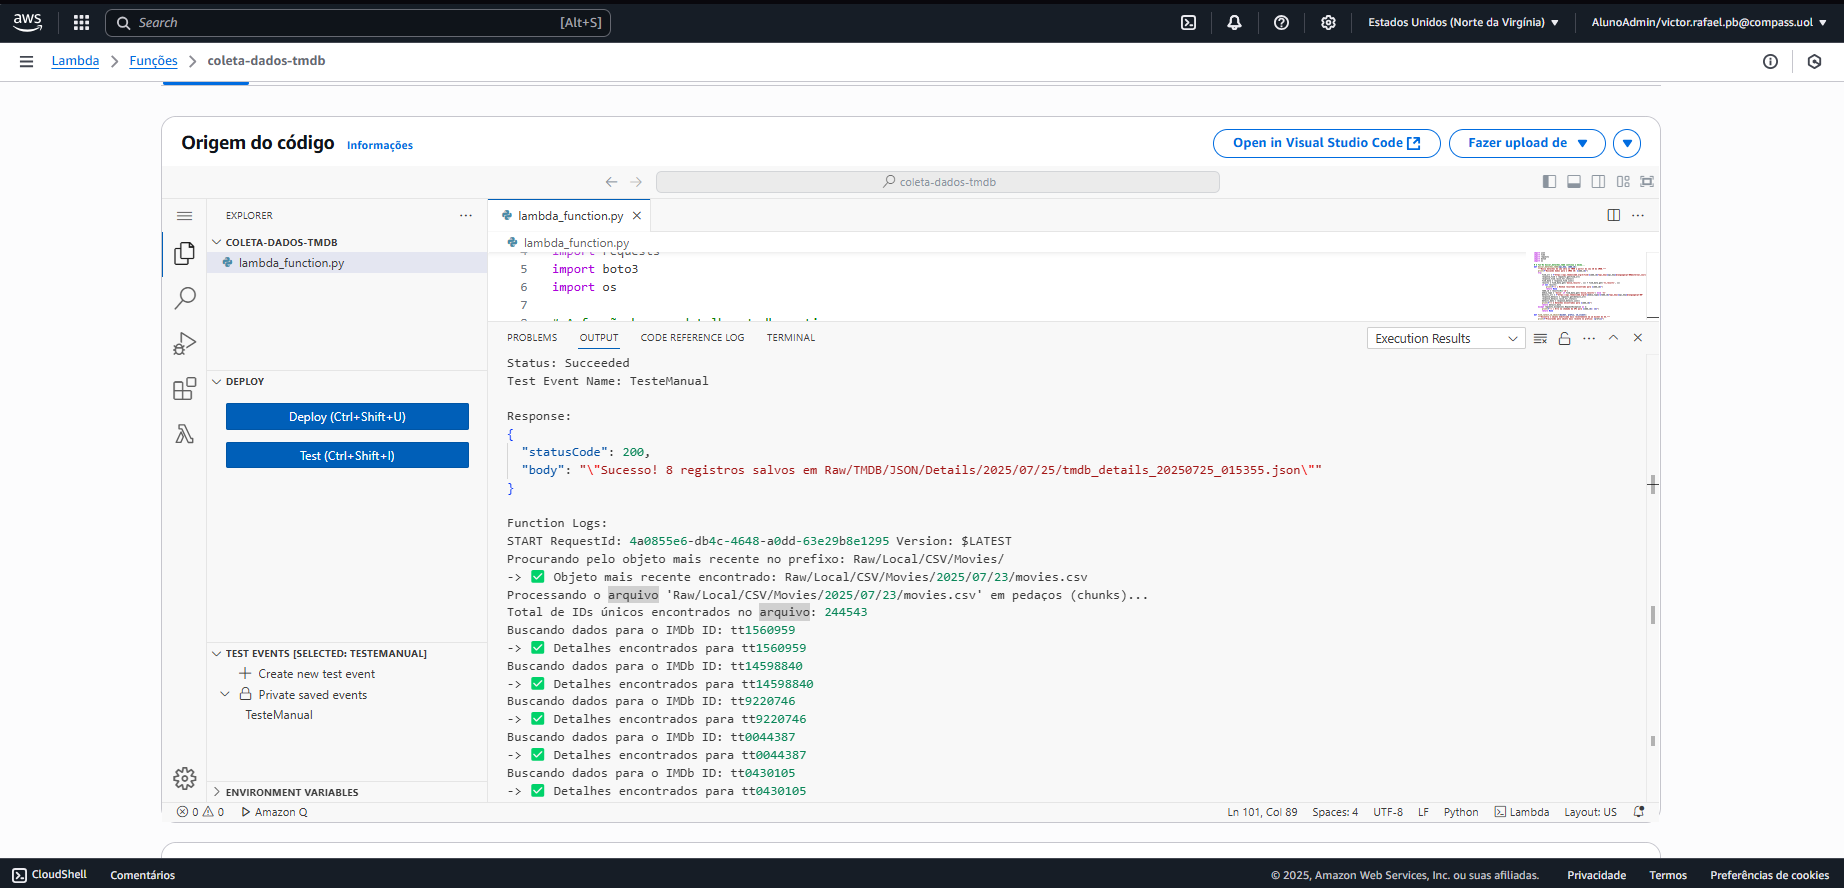 aws
Search [Alt+S]
Estados Unidos (Norte da Virgínia)
AlunoAdmin/victor.rafael.pb@compass.uol
Lambda
Funções
coleta-dados-tmdb
Origem do código
Informações
Open in Visual Studio Code
Fazer upload de
coleta-dados-tmdb
EXPLORER
COLETA-DADOS-TMDB
lambda_function.py
DEPLOY
Deploy (Ctrl+Shift+U)
Test (Ctrl+Shift+I)
TEST EVENTS [SELECTED: TESTEMANUAL]
Create new test event
Private saved events
TesteManual
ENVIRONMENT VARIABLES
lambda_function.py
lambda_function.py
4 import requests
5 import boto3
6 import os
7
PROBLEMS
OUTPUT
CODE REFERENCE LOG
TERMINAL
Execution Results
Status: Succeeded
Test Event Name: TesteManual
Response:
{
"statusCode": 200,
"body": "\"Sucesso! 8 registros salvos em Raw/TMDB/JSON/Details/2025/07/25/tmdb_details_20250725_015355.json\""
}
Function Logs:
START RequestId: 4a0855e6-db4c-4648-a0dd-63e29b8e1295 Version: $LATEST
Procurando pelo objeto mais recente no prefixo: Raw/Local/CSV/Movies/
-> ✅ Objeto mais recente encontrado: Raw/Local/CSV/Movies/2025/07/23/movies.csv
Processando o arquivo 'Raw/Local/CSV/Movies/2025/07/23/movies.csv' em pedaços (chunks)...
Total de IDs únicos encontrados no arquivo: 244543
Buscando dados para o IMDb ID: tt1560959
-> ✅ Detalhes encontrados para tt1560959
Buscando dados para o IMDb ID: tt14598840
-> ✅ Detalhes encontrados para tt14598840
Buscando dados para o IMDb ID: tt9220746
-> ✅ Detalhes encontrados para tt9220746
Buscando dados para o IMDb ID: tt0044387
-> ✅ Detalhes encontrados para tt0044387
Buscando dados para o IMDb ID: tt0430105
-> ✅ Detalhes encontrados para tt0430105
0 0
Amazon Q
Ln 101, Col 89
Spaces: 4
UTF-8
LF
Python
Lambda
Layout: US
CloudShell
Comentários
© 2025, Amazon Web Services, Inc. ou suas afiliadas.
Privacidade
Termos
Preferências de cookies